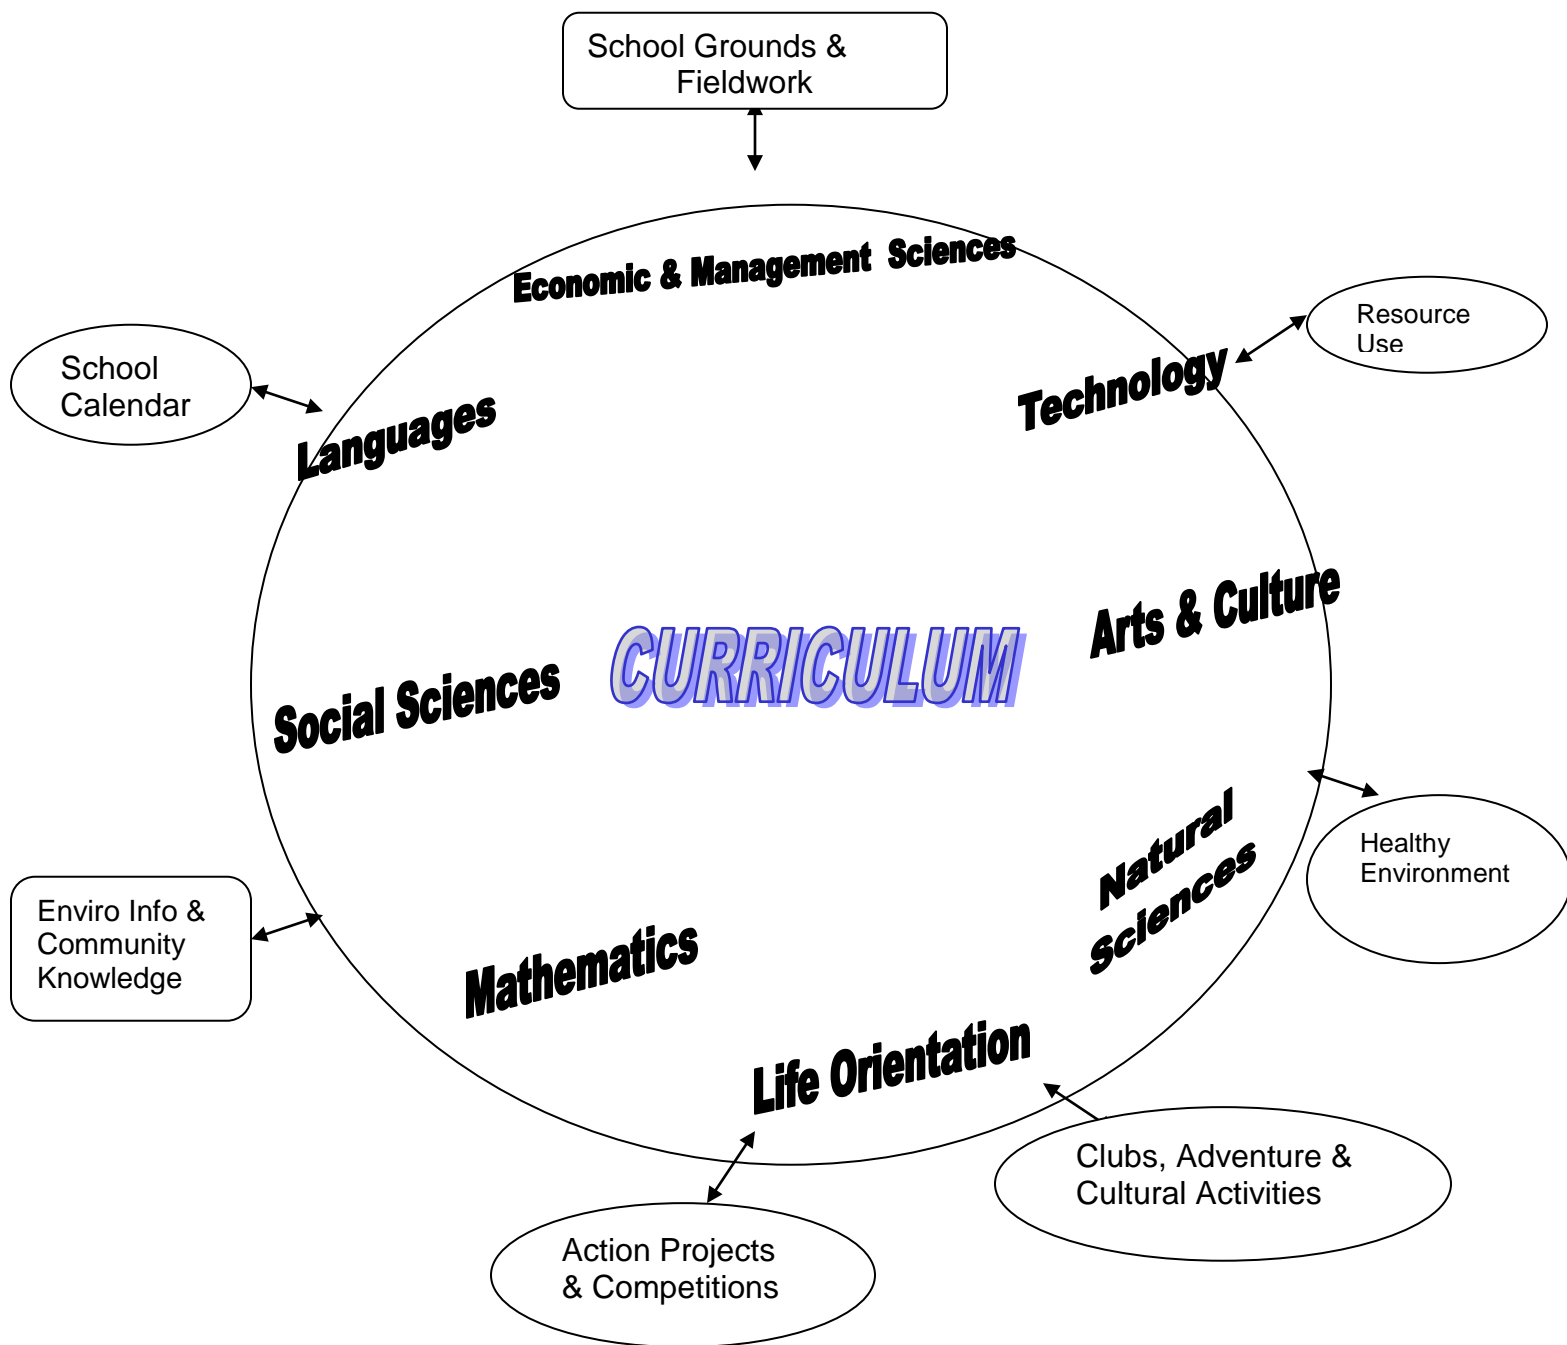 School Grounds &
Fieldwork
Economic & Management Sciences
Resource
Use
School
Calendar
Technology
Languages
Arts & Culture
CURRICULUM
Social Sciences
Natural
Sciences
Healthy
Environment
Enviro Info &
Community
Knowledge
Mathematics
Life Orientation
Clubs, Adventure &
Cultural Activities
Action Projects
& Competitions